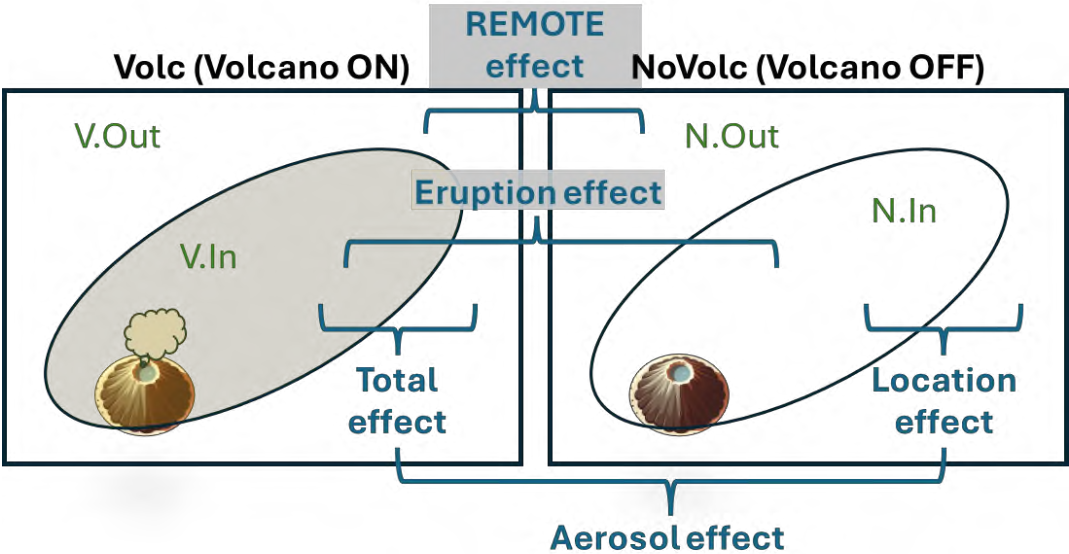 REMOTE
effect
Volc (Volcano ON)
NoVolc (Volcano OFF)
V.Out
N.Out
Eruption effect
N.In
V.In
Total
effect
Location
effect
Aerosol effect